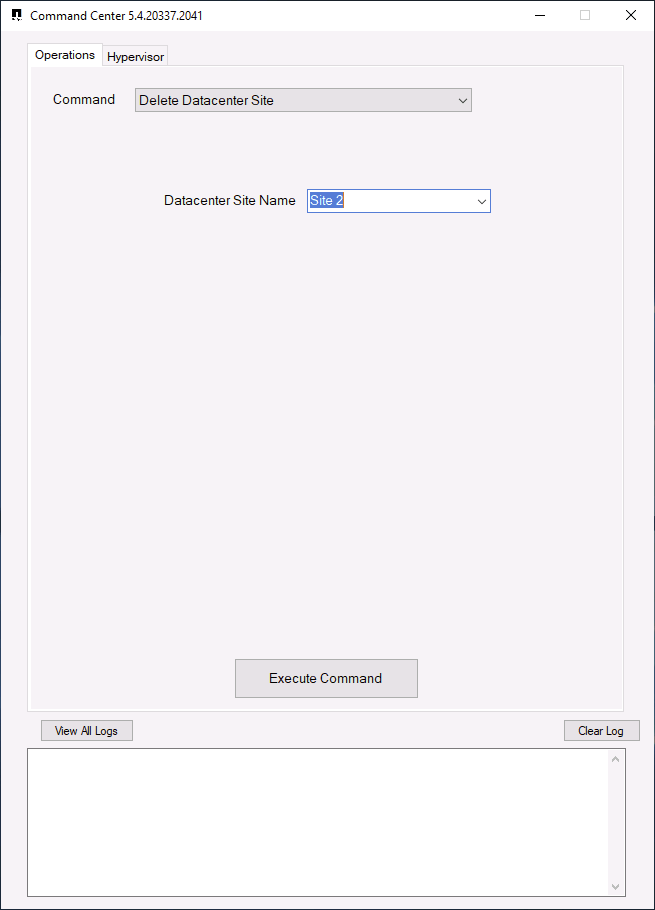 Command Center 5.4.20337.2041
Operations Hypervisor
Command Delete Datacenter Site
Datacenter Site Name Site 2
Execute Command
View All Logs Clear Log